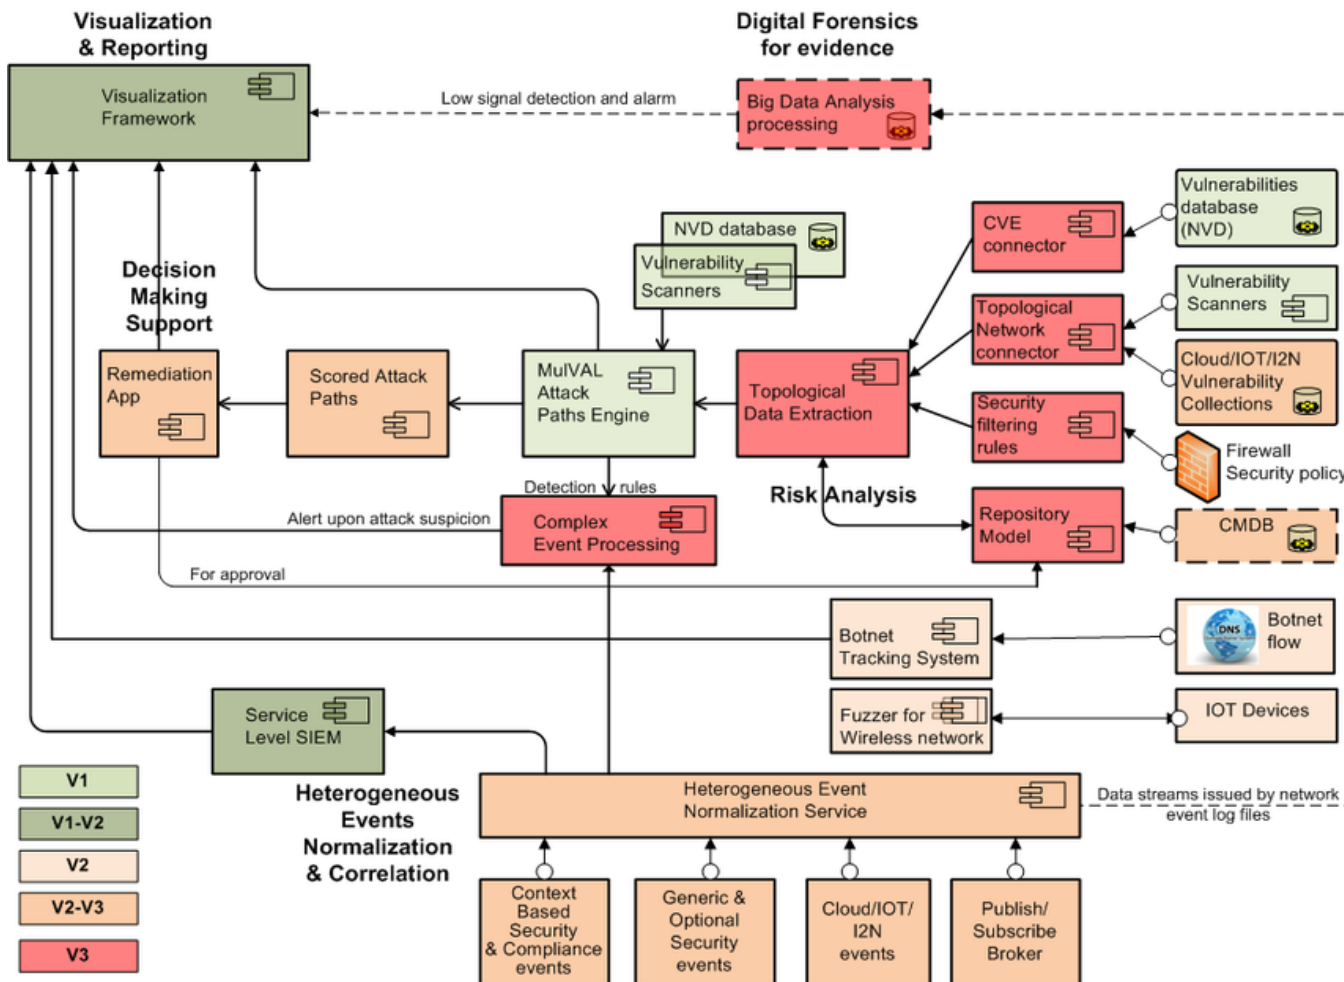 Visualization
& Reporting
Digital Forensics
for evidence
Visualization
Framework
Low signal detection and alarm
Big Data Analysis
processing
NVD database
Vulnerability
Scanners
CVE
connector
Vulnerabilities
database
(NVD)
Decision
Making
Support
Topological
Network
connector
Vulnerability
Scanners
Remediation
App
Scored Attack
Paths
MulVAL
Attack
Paths Engine
Topological
Data Extraction
Cloud/IOT/I2N
Vulnerability
Collections
Security
filtering
rules
Firewall
Security policy
Detection rules
Risk Analysis
Alert upon attack suspicion
Complex
Event Processing
Repository
Model
CMDB
For approval
Botnet
Tracking System
DNS
Botnet
flow
Fuzzer for
Wireless network
IOT Devices
Service
Level SIEM
V1
V1-V2
V2
V2-V3
V3
Heterogeneous
Events
Normalization
& Correlation
Heterogeneous Event
Normalization Service
Data streams issued by network
event log files
Context
Based
Security
& Compliance
events
Generic &
Optional
Security
events
Cloud/IOT/
I2N
events
Publish/
Subscribe
Broker